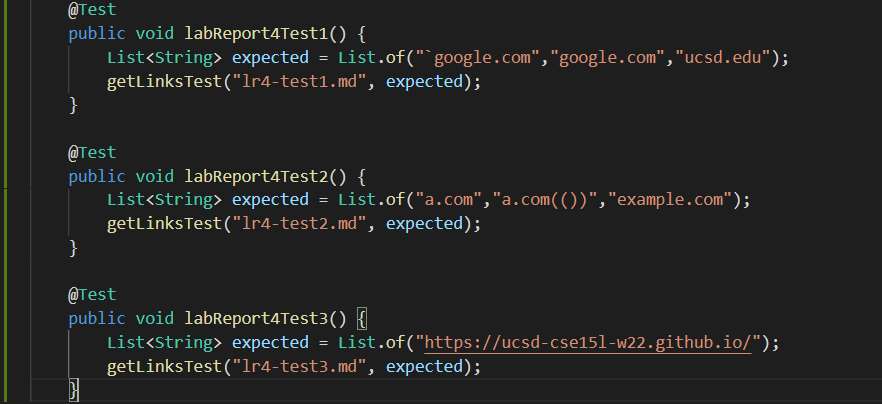 @Test
public void labReport4Test1() {
List<String> expected = List.of("`google.com","google.com","ucsd.edu");
getLinksTest("lr4-test1.md", expected);
}
@Test
public void labReport4Test2() {
List<String> expected = List.of("a.com","a.com(())","example.com");
getLinksTest("lr4-test2.md", expected);
}
@Test
public void labReport4Test3() {
List<String> expected = List.of("https://ucsd-cse15l-w22.github.io/");
getLinksTest("lr4-test3.md", expected);
}